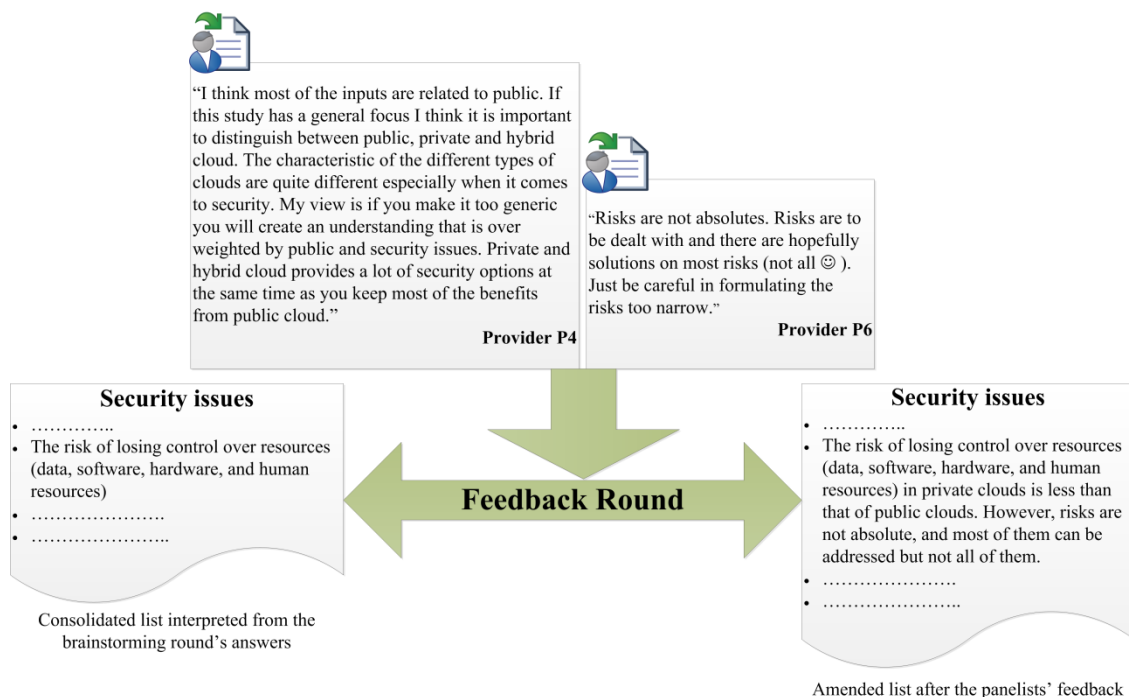 “I think most of the inputs are related to public. If
this study has a general focus I think it is important
to distinguish between public, private and hybrid
cloud. The characteristic of the different types of
clouds are quite different especially when it comes
to security. My view is if you make it too generic
you will create an understanding that is over
weighted by public and security issues. Private and
hybrid cloud provides a lot of security options at
the same time as you keep most of the benefits
from public cloud.”
Provider P4
“Risks are not absolutes. Risks are to
be dealt with and there are hopefully
solutions on most risks (not all ☺ ).
Just be careful in formulating the
risks too narrow.”
Provider P6
Security issues
• …………..
• The risk of losing control over resources
(data, software, hardware, and human
resources)
• ………………….
• …………………..
Consolidated list interpreted from the
brainstorming round’s answers
Feedback Round
Security issues
• …………..
• The risk of losing control over resources
(data, software, hardware, and human
resources) in private clouds is less than
that of public clouds. However, risks are
not absolute, and most of them can be
addressed but not all of them.
• ………………….
• …………………..
Amended list after the panelists’ feedback